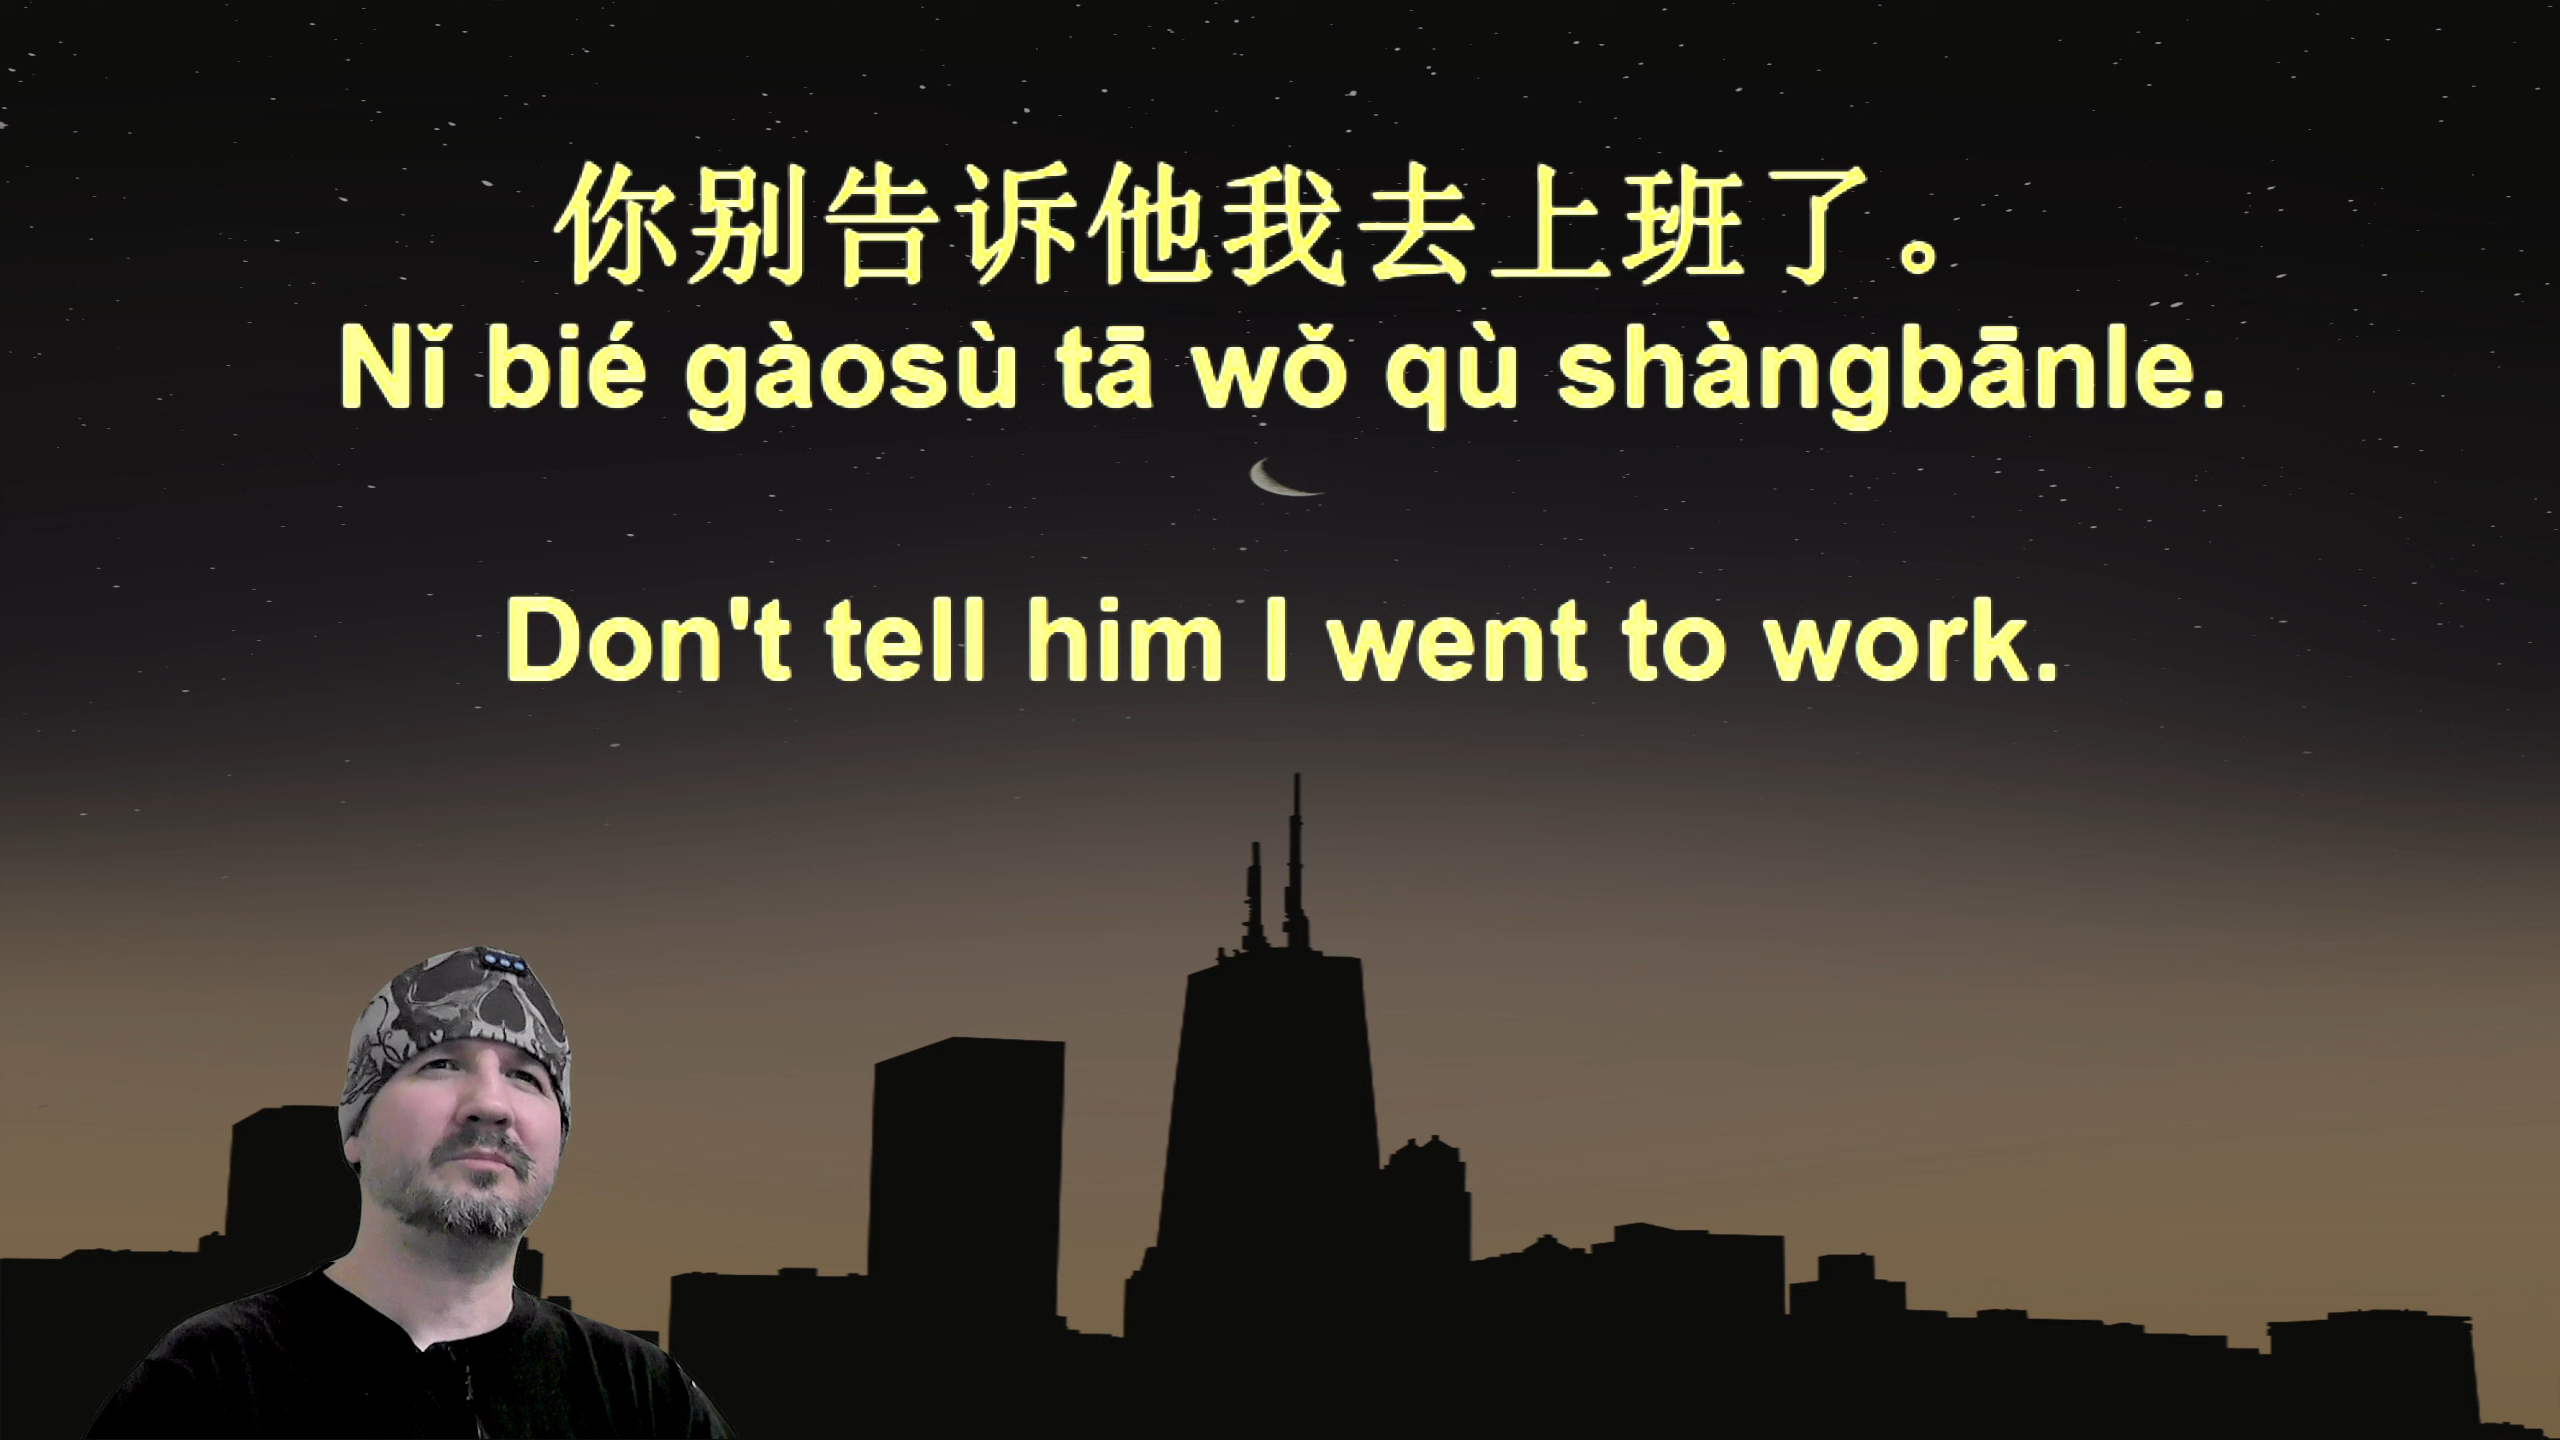 你别告诉他我去上班了。
Nǐ bié gàosù tā wǒ qù shàngbānle.
Don't tell him I went to work.